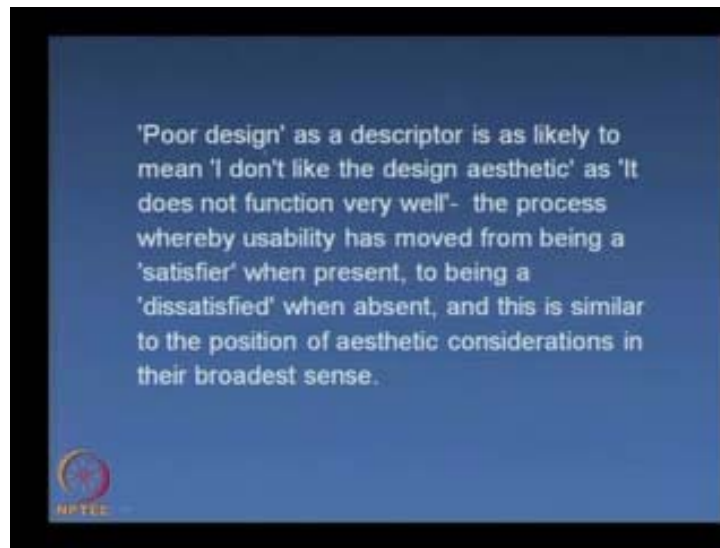 'Poor design' as a descriptor is as likely to
mean 'I don't like the design aesthetic' as 'It
does not function very well'- the process
whereby usability has moved from being a
'satisfier' when present, to being a
'dissatisfied' when absent, and this is similar
to the position of aesthetic considerations in
their broadest sense.
NPTEL